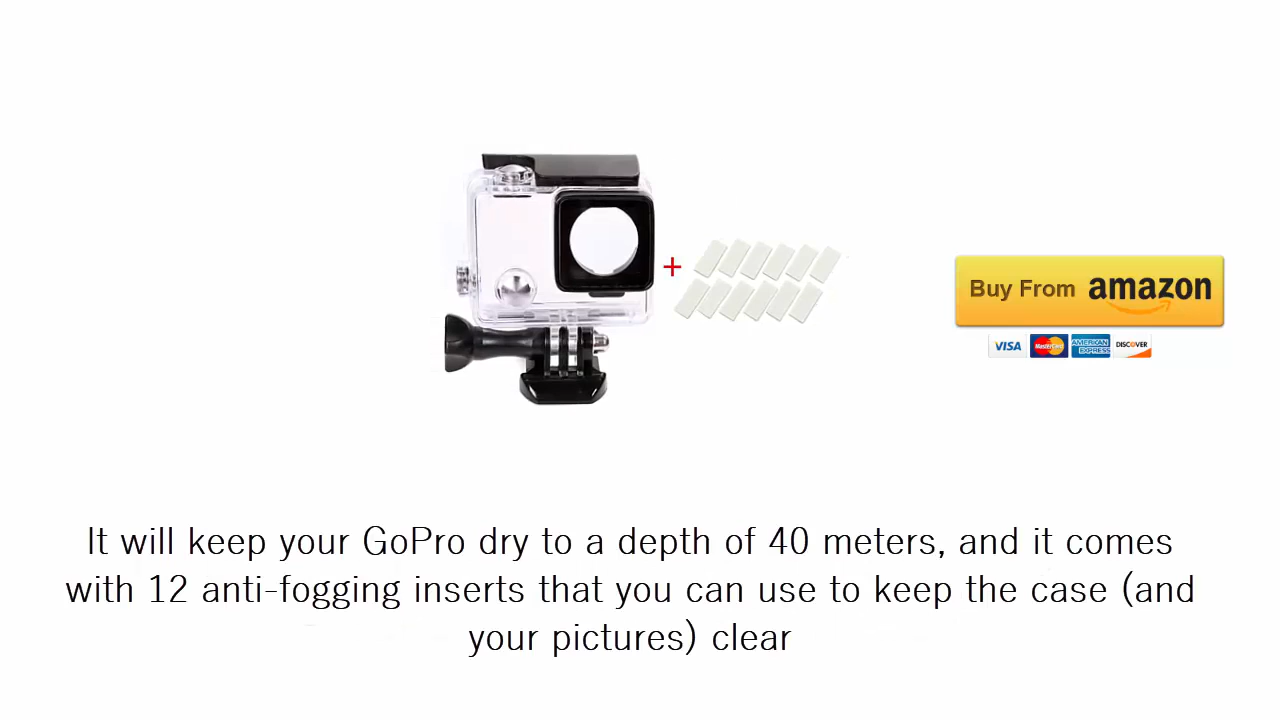 +
Buy From amazon
VISA MasterCard AMERICAN EXPRESS DISCOVER
It will keep your GoPro dry to a depth of 40 meters, and it comes
with 12 anti-fogging inserts that you can use to keep the case (and
your pictures) clear